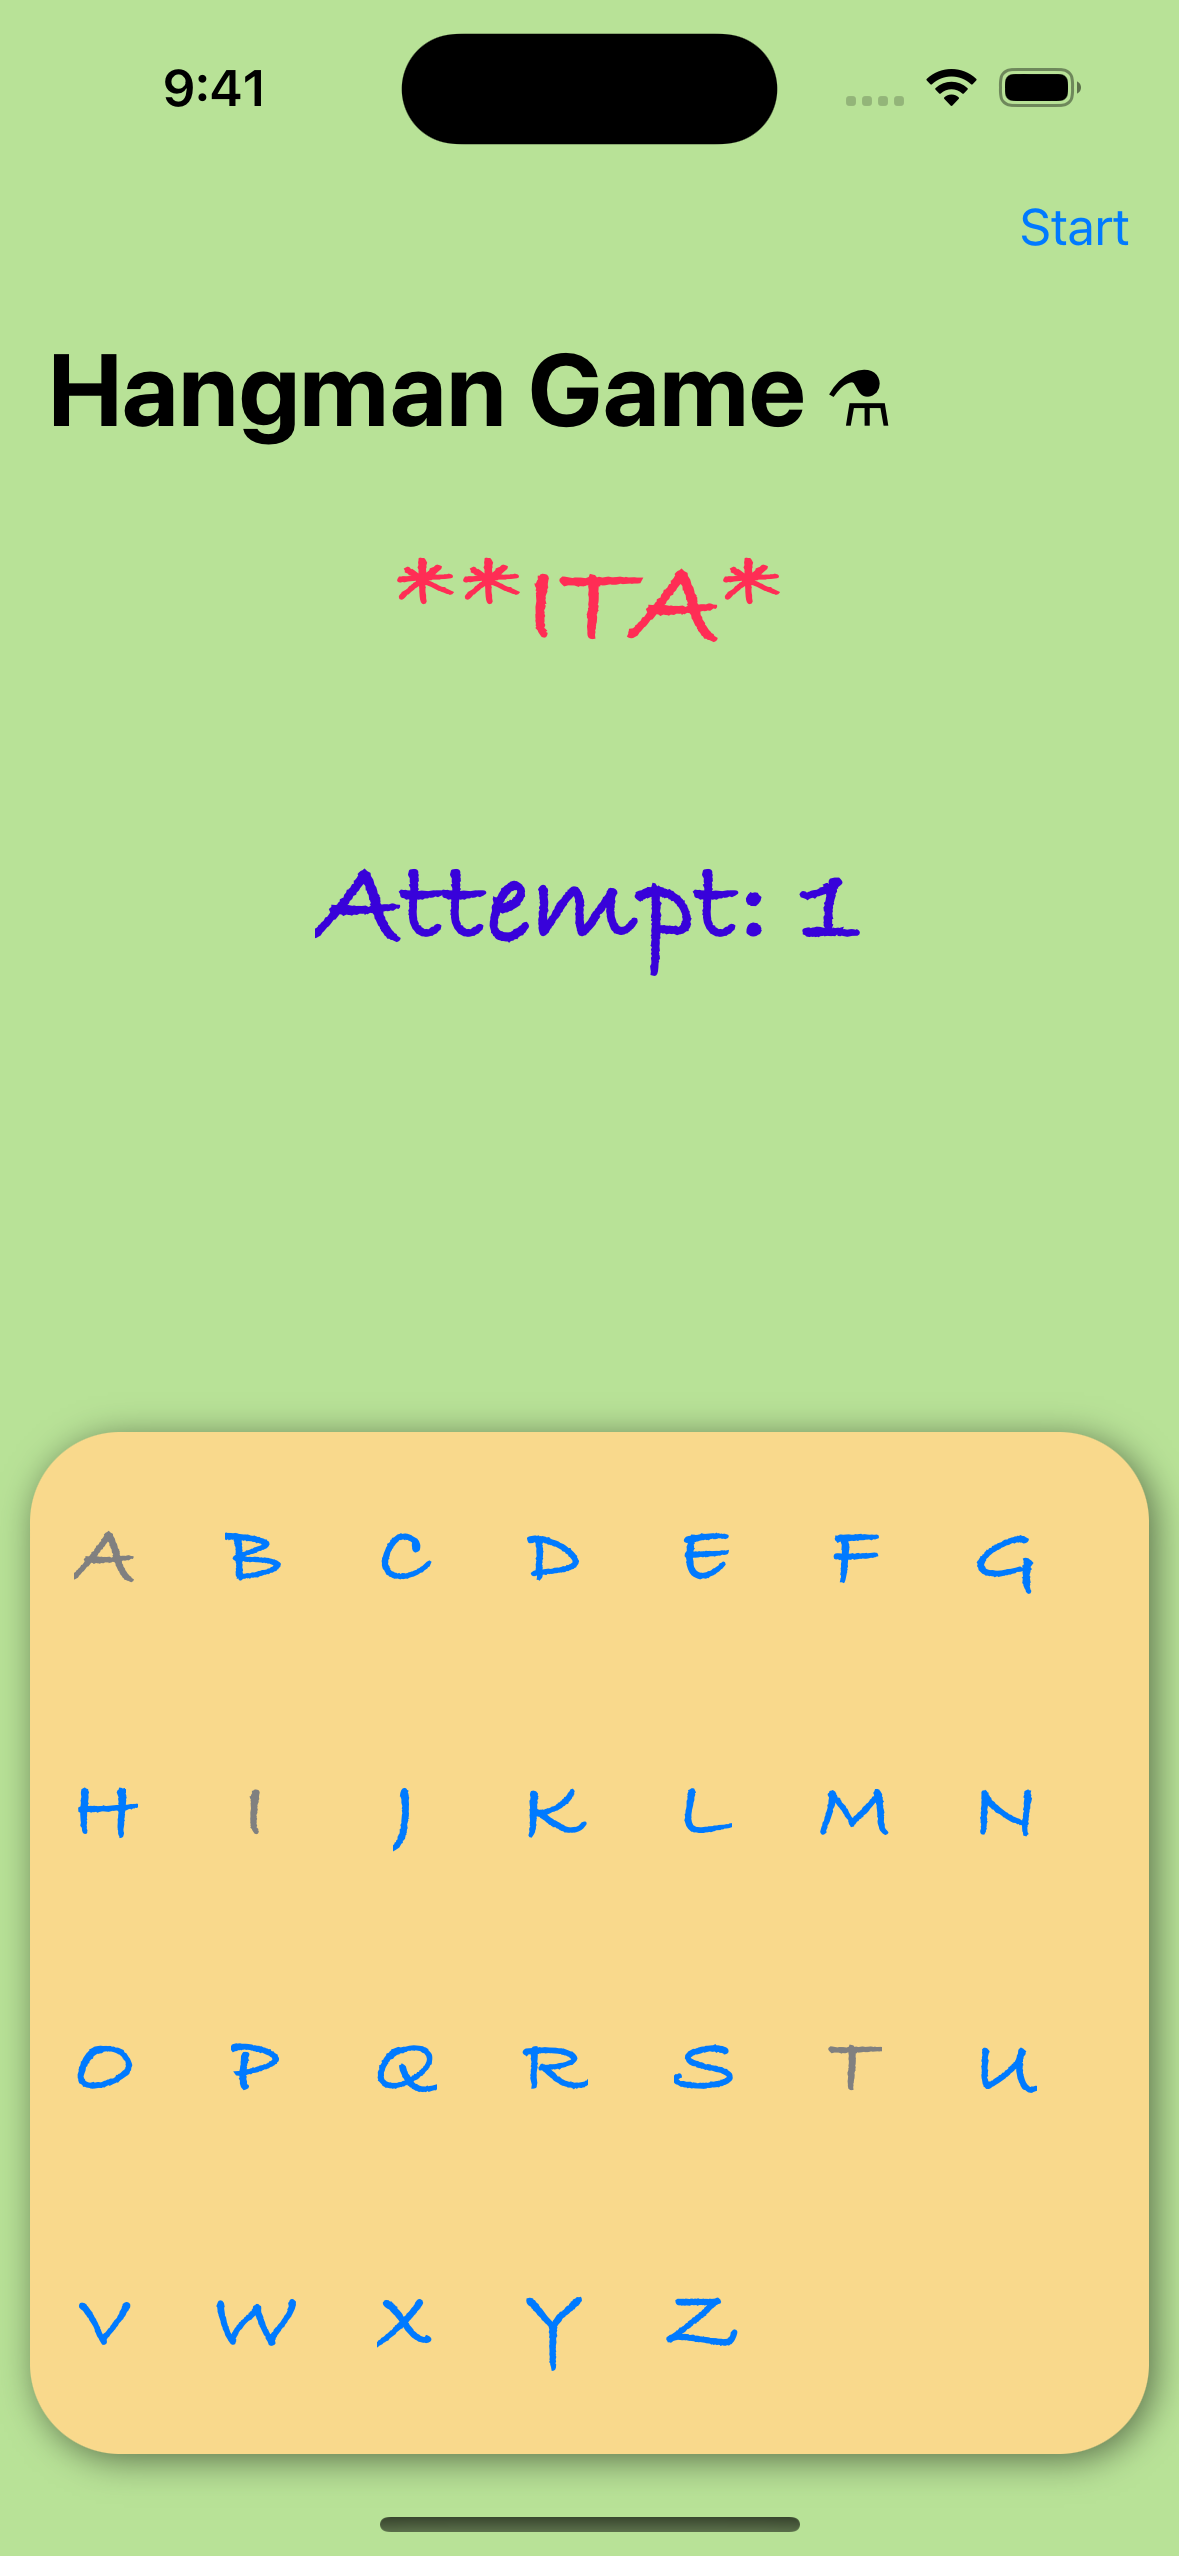 9:41
Start
Hangman Game ⚗
**ITA*
Attempt: 1
A B C D E F G
H I J K L M N
O P Q R S T U
V W X Y Z